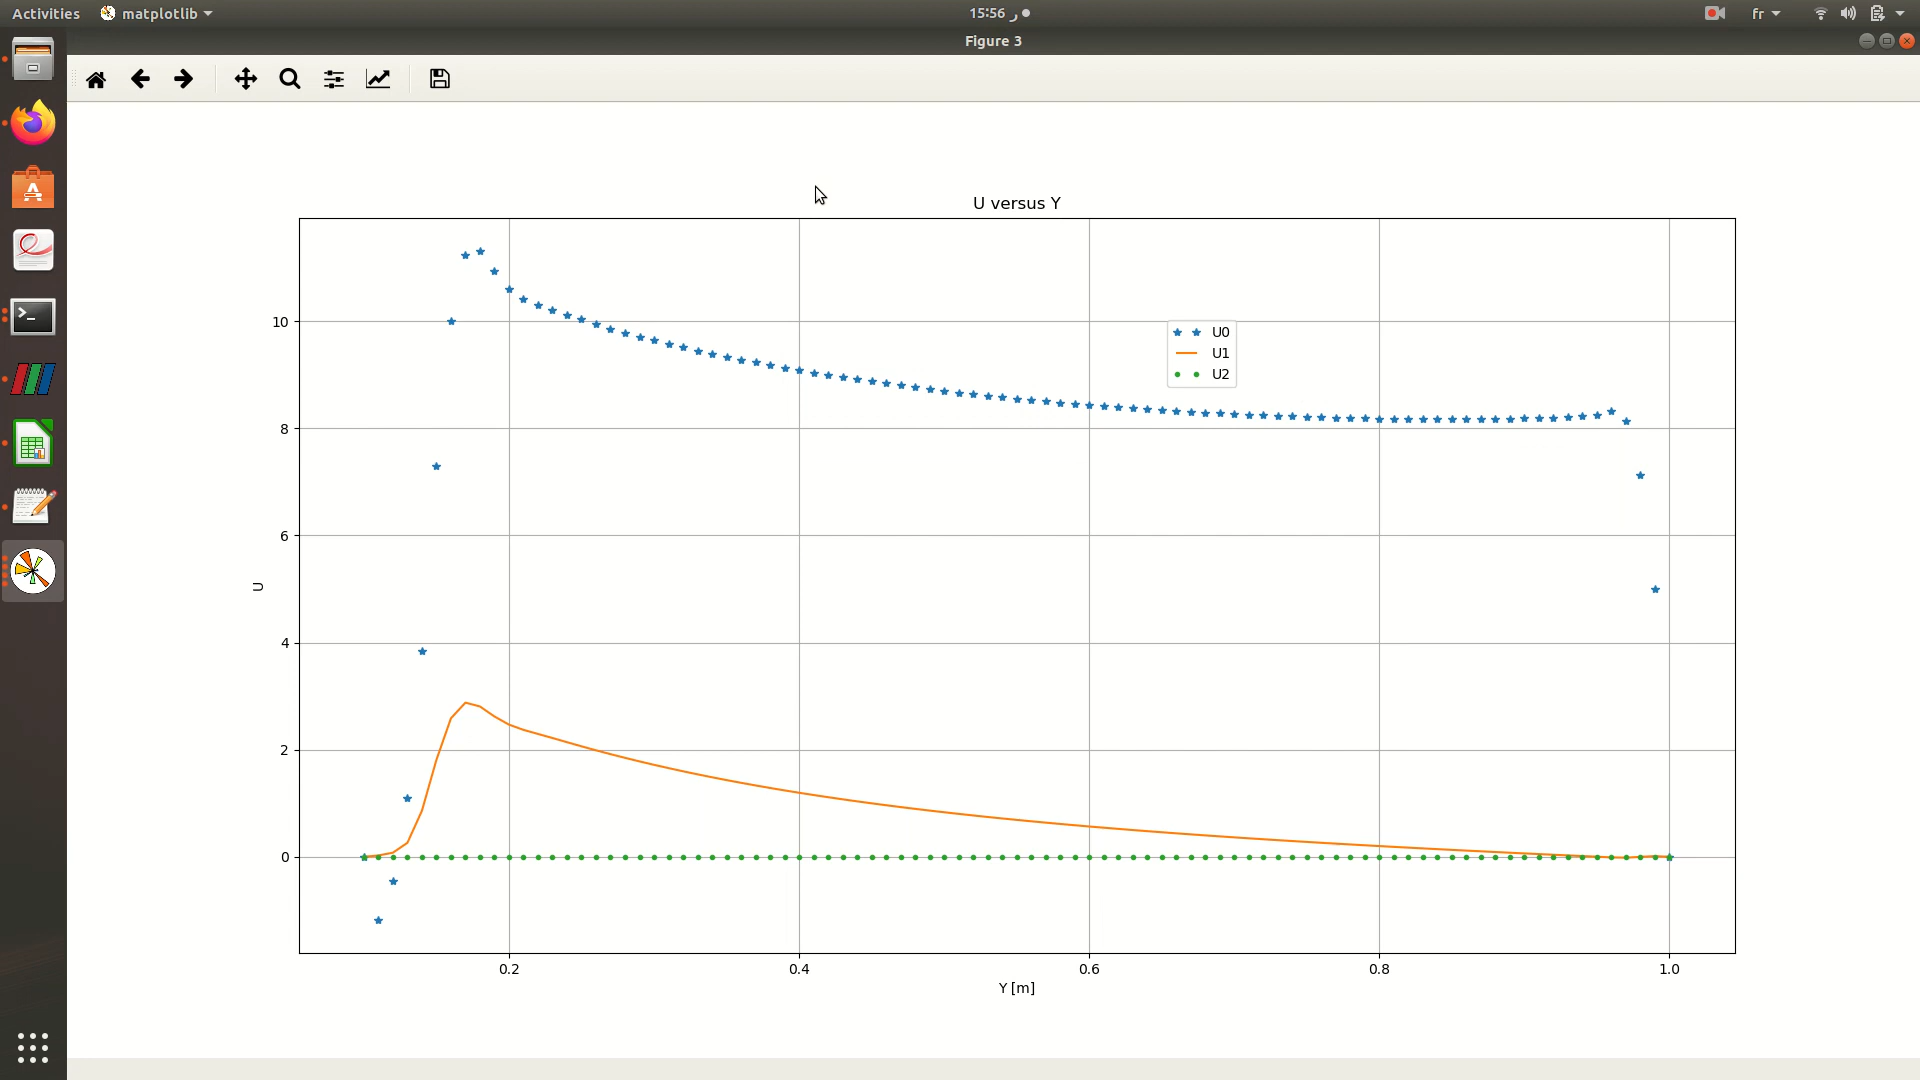 Activities
matplotlib
15:56 ر
fr
Figure 3
U versus Y
10
8
6
4
2
0
U
U0
U1
U2
0.2
0.4
0.6
0.8
1.0
Y [m]